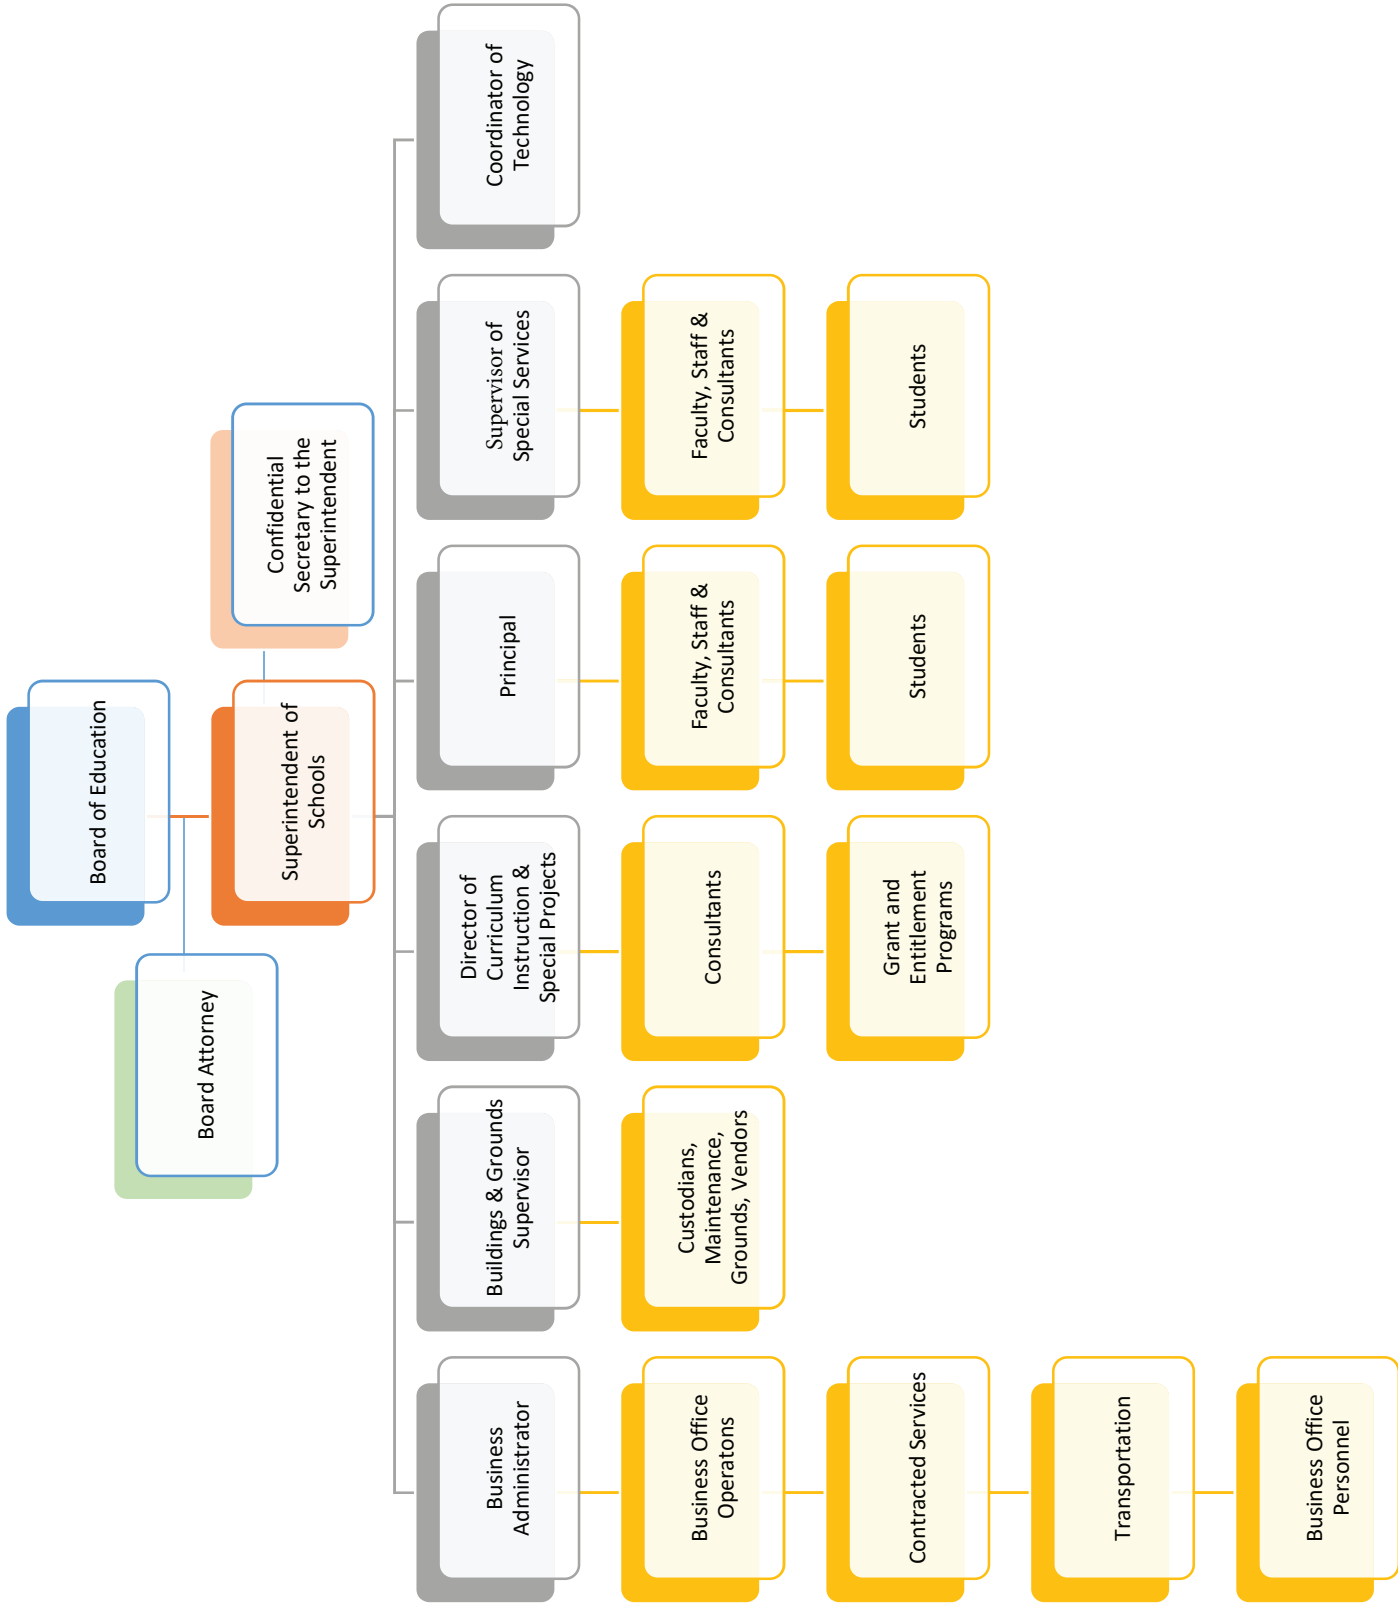 Board of Education
Board Attorney
Superintendent of
Schools
Confidential
Secretary to the
Superintendent
Business
Administrator
Buildings & Grounds
Supervisor
Director of
Curriculum
Instruction &
Special Projects
Principal
Supervisor of
Special Services
Coordinator of
Technology
Business Office
Operatons
Custodians,
Maintenance,
Grounds, Vendors
Consultants
Faculty, Staff &
Consultants
Faculty, Staff &
Consultants
Contracted Services
Grant and
Entitlement
Programs
Students
Students
Transportation
Business Office
Personnel